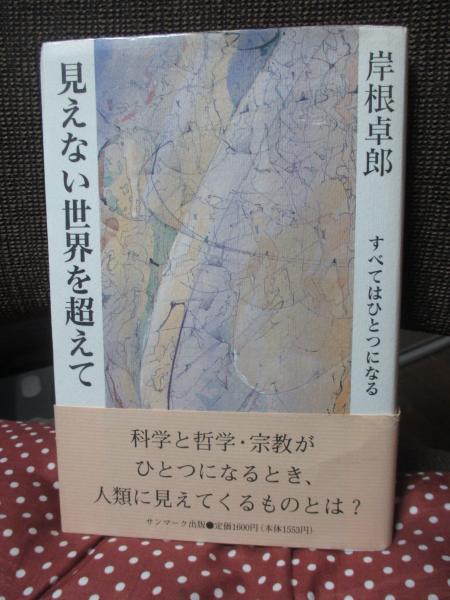 岸根卓郎
すべてはひとつになる
見えない世界を超えて
科学と哲学・宗教が
ひとつになるとき、
人類に見えてくるものとは?
サンマーク出版●定価1600円(本体1553円)